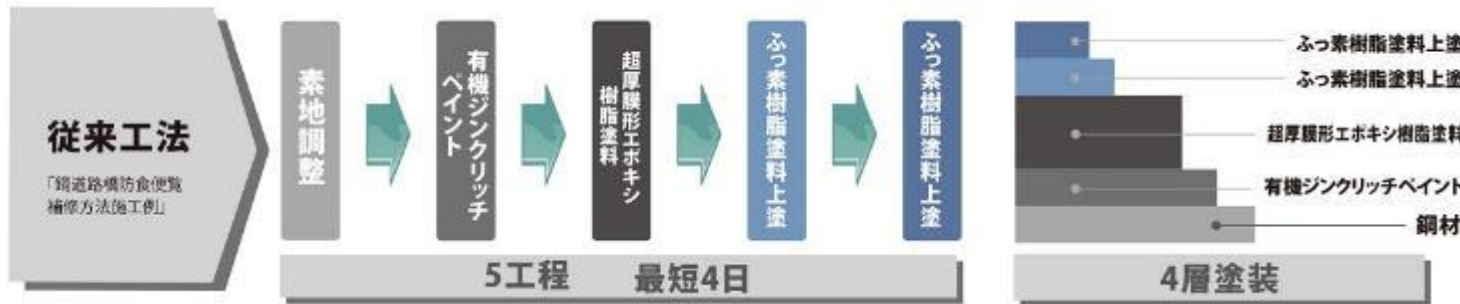 従来工法
「鋼道路橋防食便覧
補修方法施工例」
素地調整
有機ジンクリッチ
ペイント
超厚膜形エポキシ
樹脂塗料
ふっ素樹脂塗料上塗
ふっ素樹脂塗料上塗
5工程 最短4日
ふっ素樹脂塗料上塗
ふっ素樹脂塗料上塗
超厚膜形エポキシ樹脂塗料
有機ジンクリッチペイント
鋼材
4層塗装